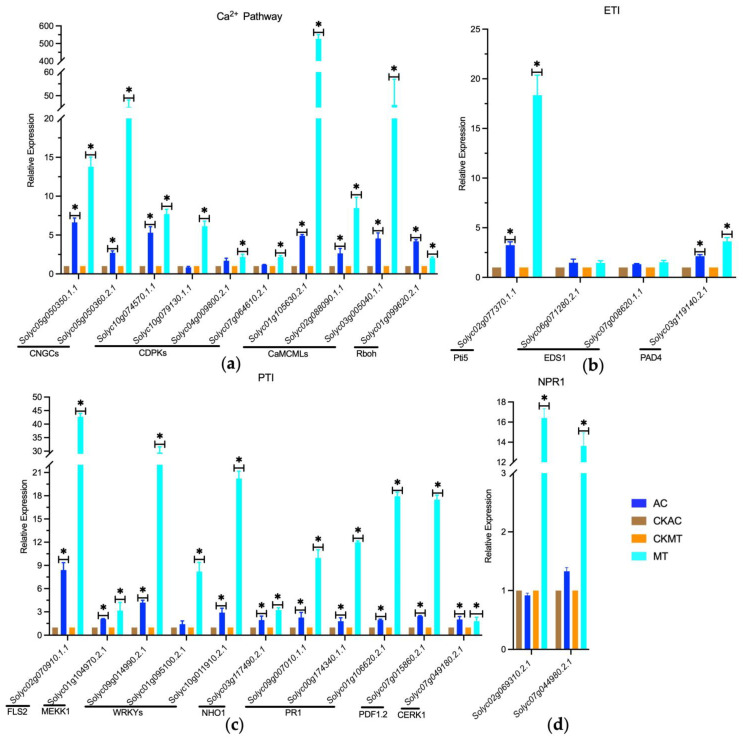 Ca2+ Pathway
Relative Expression
600
500
400
60
50
40
20
15
10
5
0
* * * * * * * * * * * * * * * * *
Solyc05g050350.1.1
Solyc05g050360.2.1
Solyc10g074570.1.1
Solyc10g079130.1.1
Solyc04g009800.2.1
Solyc07g064610.2.1
Solyc01g105630.2.1
Solyc02g088090.1.1
Solyc03g005040.1.1
Solyc01g099620.2.1
CNGCs
CDPKs
CaMCMLs
Rboh
(a)
ETI
Relative Expression
25
20
15
10
5
0
* * * *
Solyc02g077370.1.1
Solyc06g071280.2.1
Solyc07g008620.1.1
Solyc03g119140.2.1
Pti5
EDS1
PAD4
(b)
PTI
Relative Expression
50
45
40
35
30
25
21
18
15
12
9
6
3
0
* * * * * * * * * * * * * * * * * * * * *
Solyc02g070910.1.1
Solyc01g104970.2.1
Solyc09g014990.2.1
Solyc01g095100.2.1
Solyc10g011910.2.1
Solyc03g117490.2.1
Solyc09g007010.1.1
Solyc00g174340.1.1
Solyc01g106620.2.1
Solyc07g015860.2.1
Solyc07g049180.2.1
FLS2
MEKK1
WRKYs
NHO1
PR1
PDF1.2
CERK1
(c)
NPR1
Relative Expression
18
16
14
12
10
2
1
0
* *
Solyc02g069310.2.1
Solyc07g044980.2.1
(d)
AC
CKAC
CKMT
MT